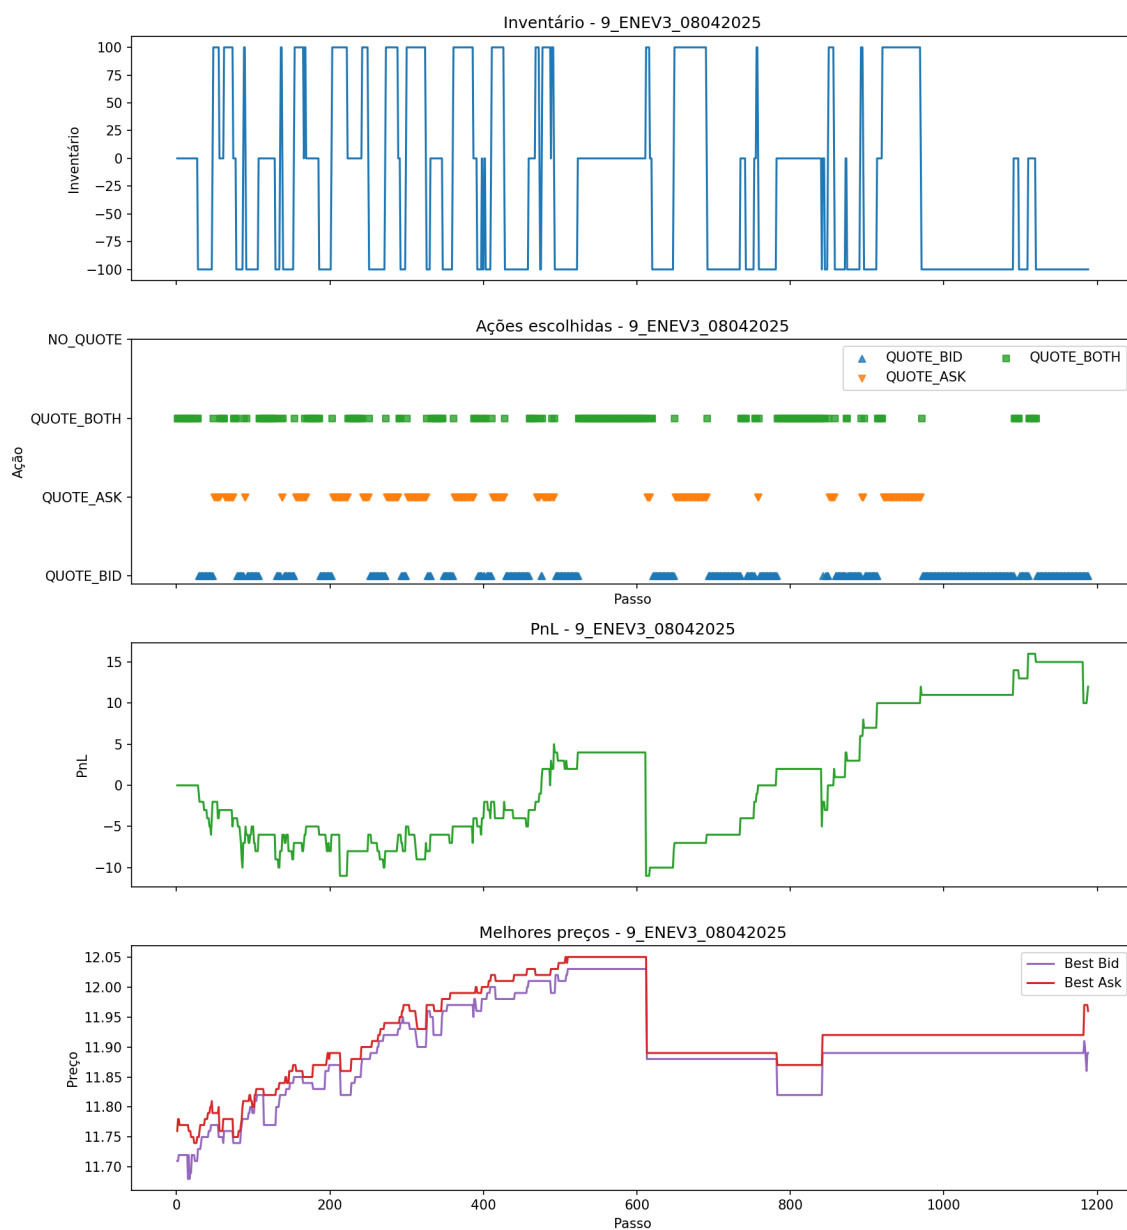 Inventário - 9_ENEV3_08042025
100
75
50
25
0
−25
−50
−75
−100
Inventário
Ações escolhidas - 9_ENEV3_08042025
NO_QUOTE
QUOTE_BOTH
QUOTE_ASK
QUOTE_BID
Ação
QUOTE_BID
QUOTE_ASK
QUOTE_BOTH
Passo
PnL - 9_ENEV3_08042025
15
10
5
0
−5
−10
PnL
Melhores preços - 9_ENEV3_08042025
12.05
12.00
11.95
11.90
11.85
11.80
11.75
11.70
Preço
Best Bid
Best Ask
0 200 400 600 800 1000 1200
Passo